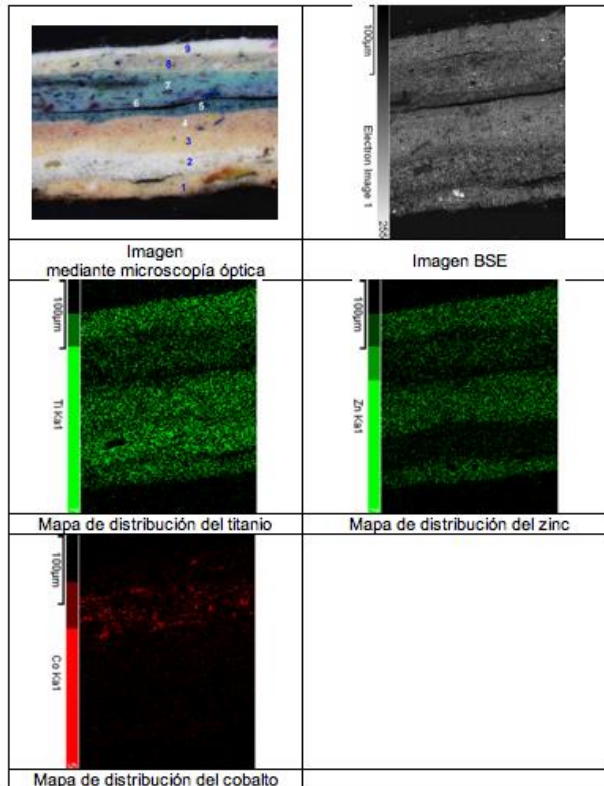 9
8
7
6
5
4
3
2
1
100µm
Electron Image 1
255
Imagen
mediante microscopía óptica
Imagen BSE
100µm
Ti Ka1
100µm
Zn Ka1
Mapa de distribución del titanio
Mapa de distribución del zinc
100µm
Co Ka1
5
Mapa de distribución del cobalto